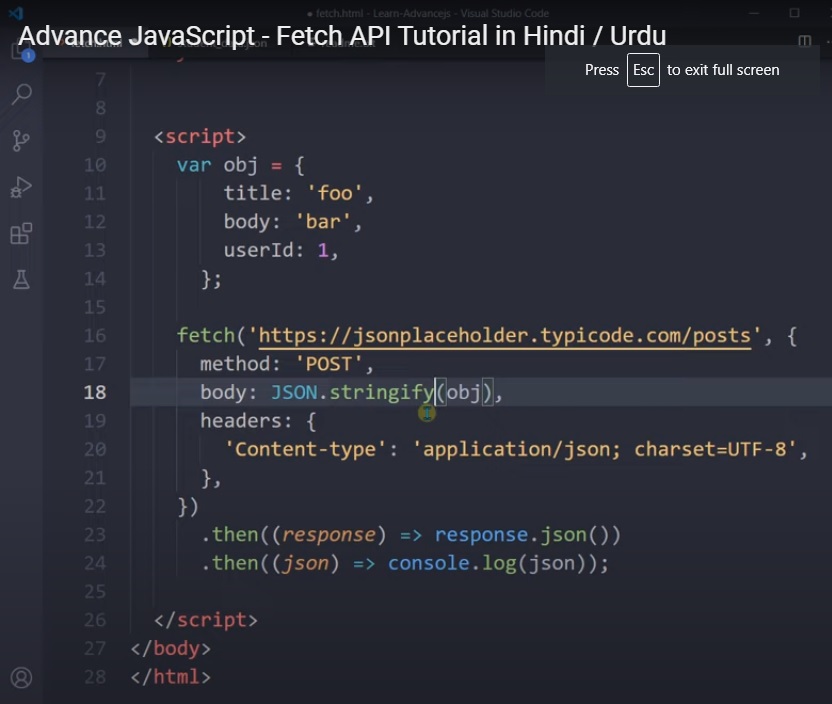 fetch.html - Learn-Advancejs - Visual Studio Code
Advance JavaScript - Fetch API Tutorial in Hindi / Urdu
Press Esc to exit full screen
1
7
8
9 <script>
10 var obj = {
11 title: 'foo',
12 body: 'bar',
13 userId: 1,
14 };
15
16 fetch('https://jsonplaceholder.typicode.com/posts', {
17 method: 'POST',
18 body: JSON.stringify(obj),
19 headers: {
20 'Content-type': 'application/json; charset=UTF-8',
21 },
22 })
23 .then((response) => response.json())
24 .then((json) => console.log(json));
25
26 </script>
27 </body>
28 </html>